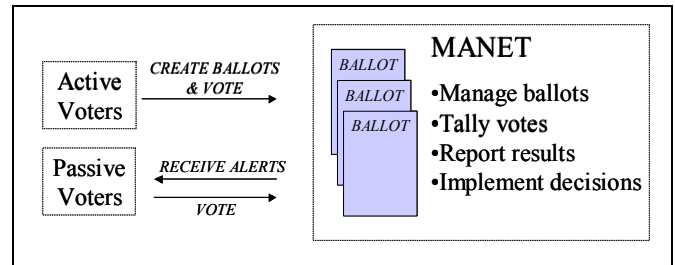 Active
Voters
CREATE BALLOTS
& VOTE
Passive
Voters
RECEIVE ALERTS
VOTE
BALLOT
BALLOT
BALLOT
MANET
•Manage ballots
•Tally votes
•Report results
•Implement decisions